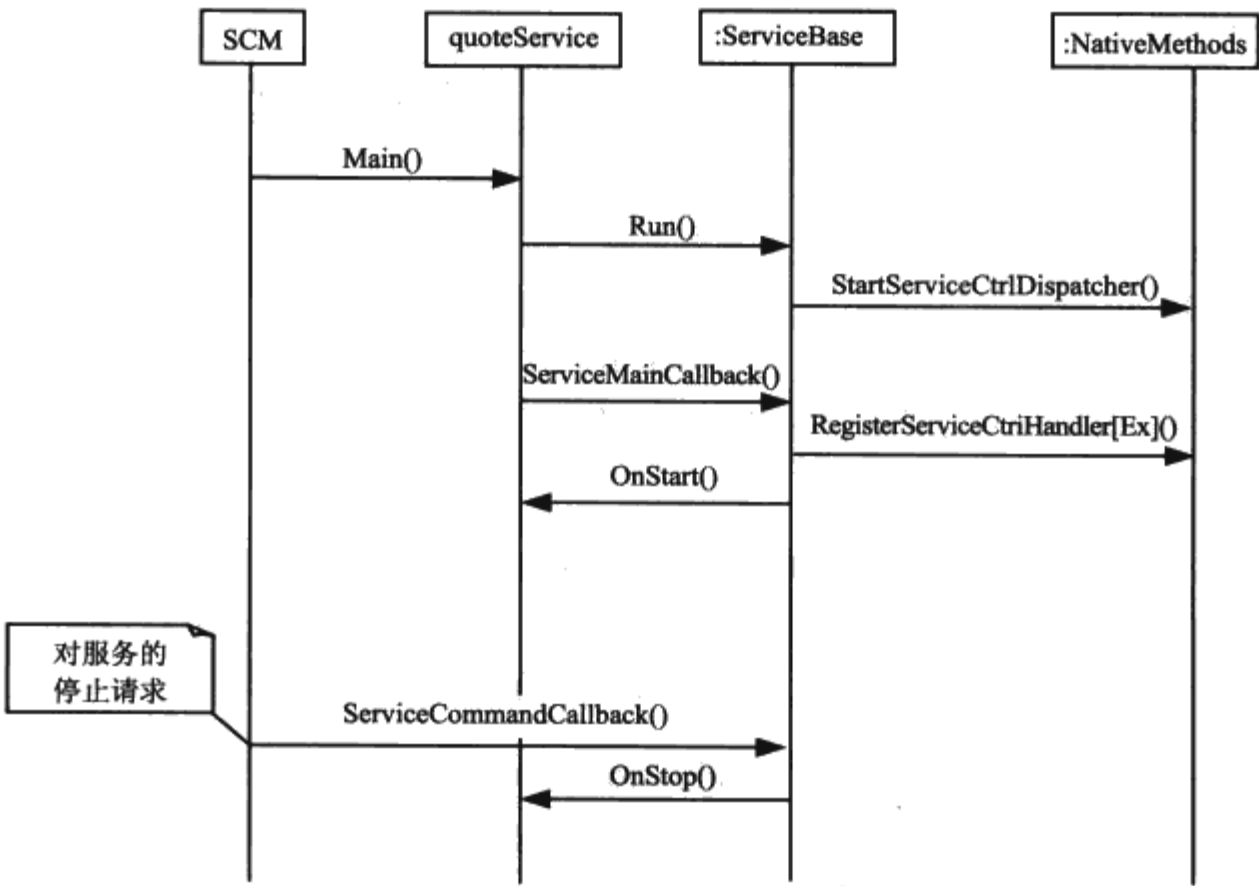 SCM
quoteService
:ServiceBase
:NativeMethods
Main()
Run()
StartServiceCtrlDispatcher()
ServiceMainCallback()
RegisterServiceCtriHandler[Ex]()
OnStart()
对服务的
停止请求
ServiceCommandCallback()
OnStop()